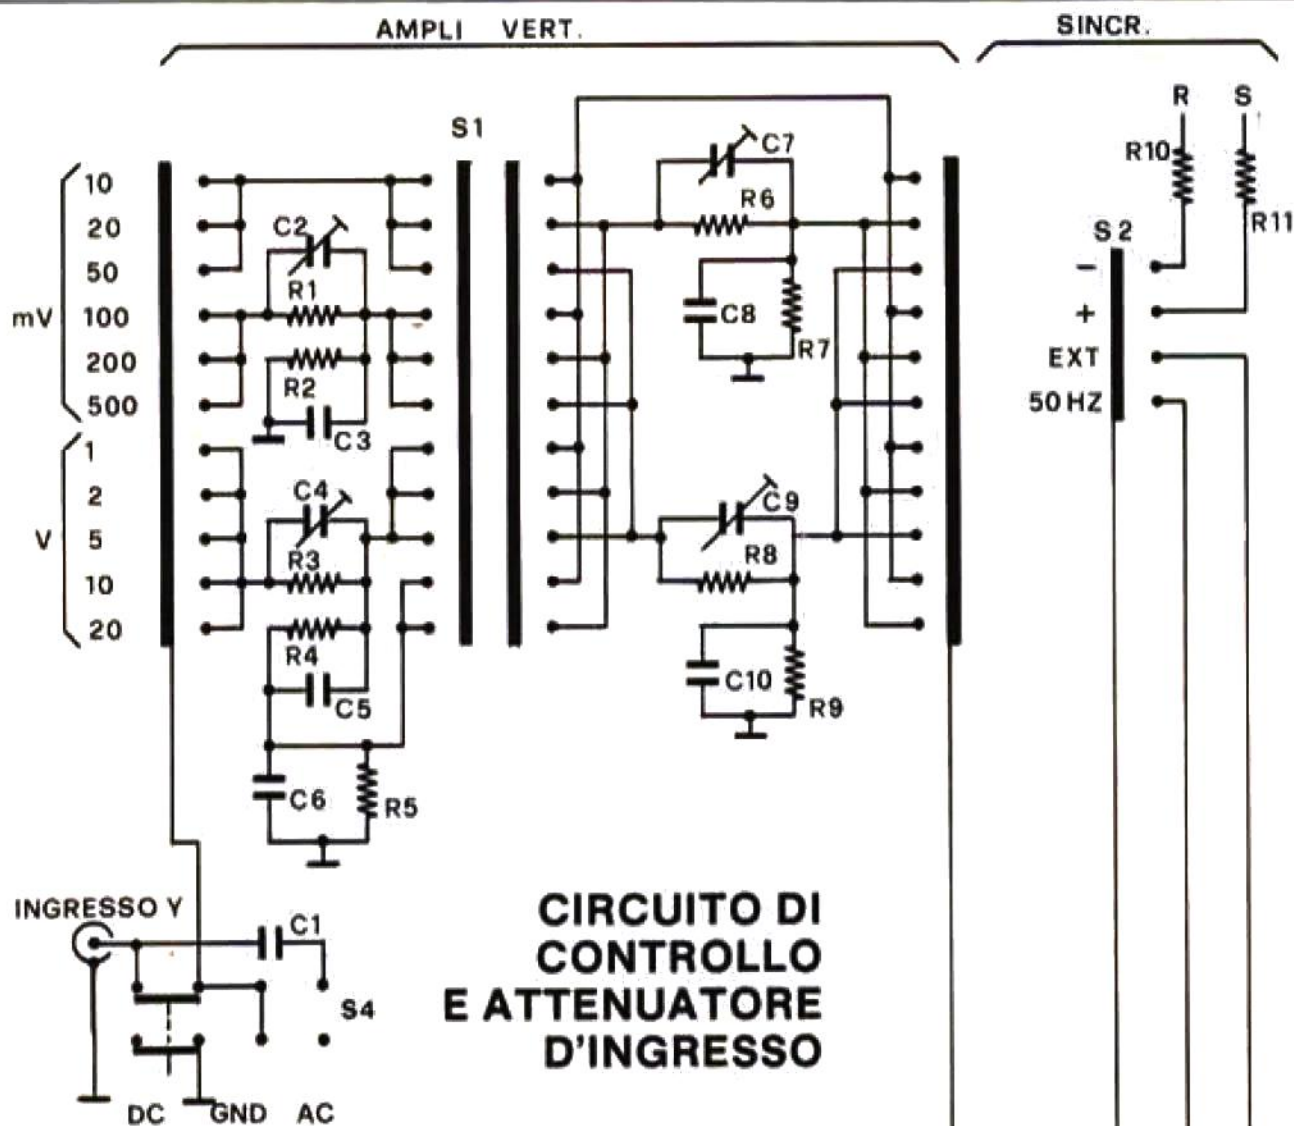 AMPLI VERT.
SINCR.
R S
S1
C7
R10
10
R6
R11
20
C2
S 2
50
R1
−
mV
100
C8
+
R7
200
R2
EXT
500
C3
50 HZ
1
2
C4
C9
V
5
R3
R8
10
20
R4
C5
C10
R9
C6
R5
INGRESSO Y
C1
S4
DC GND AC
CIRCUITO DI
CONTROLLO
E ATTENUATORE
D'INGRESSO